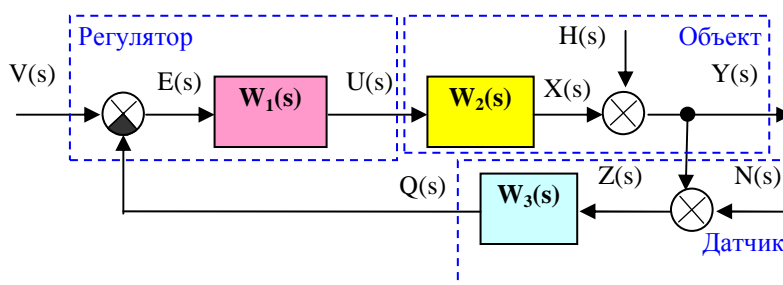 Регулятор
Объект
H(s)
V(s)
E(s)
W₁(s)
U(s)
W₂(s)
X(s)
Y(s)
Q(s)
W₃(s)
Z(s)
N(s)
Датчик